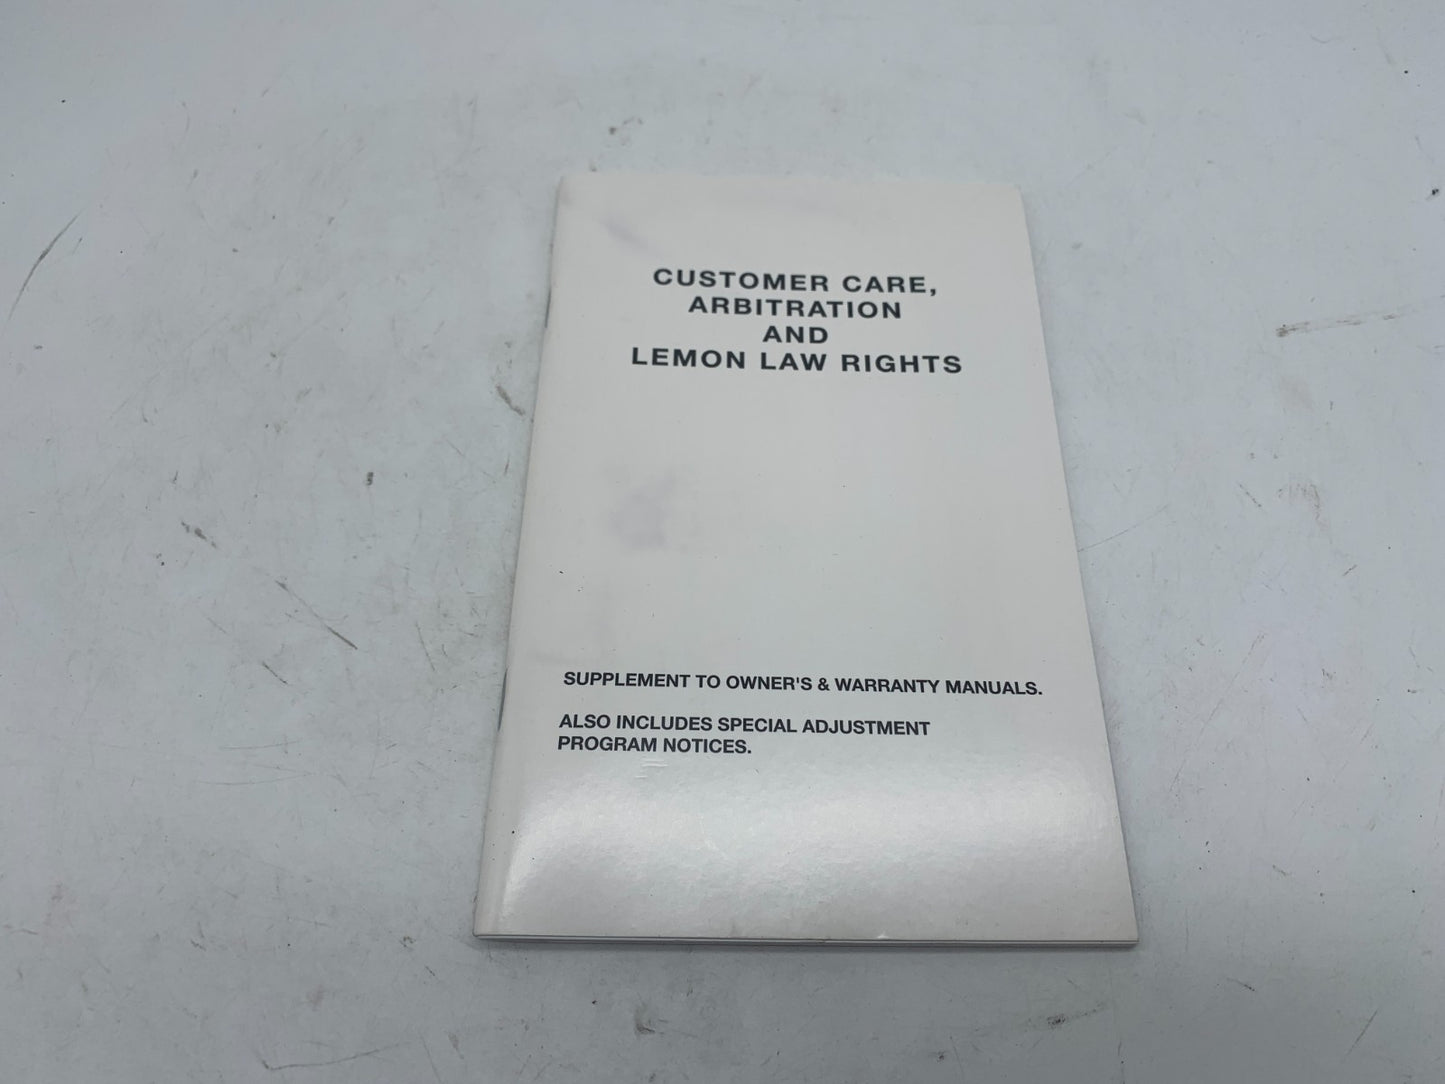 CUSTOMER CARE,
ARBITRATION
AND
LEMON LAW RIGHTS
SUPPLEMENT TO OWNER'S & WARRANTY MANUALS.
ALSO INCLUDES SPECIAL ADJUSTMENT
PROGRAM NOTICES.